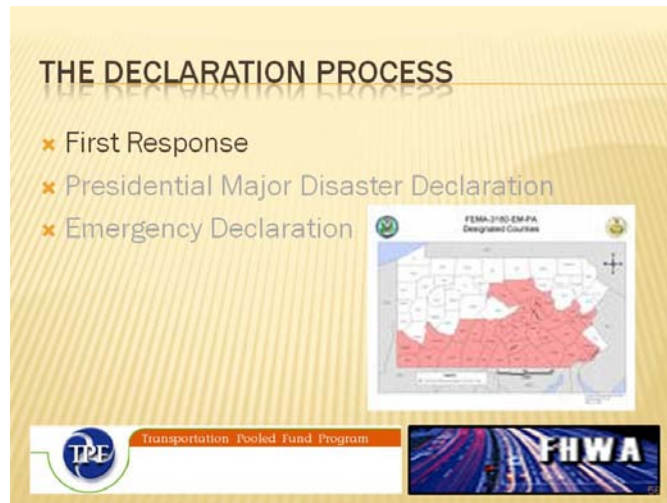 THE DECLARATION PROCESS
First Response
Presidential Major Disaster Declaration
Emergency Declaration
FEMA-3180-EM-PA
Designated Counties
TPF
Transportation Pooled Fund Program
FHWA